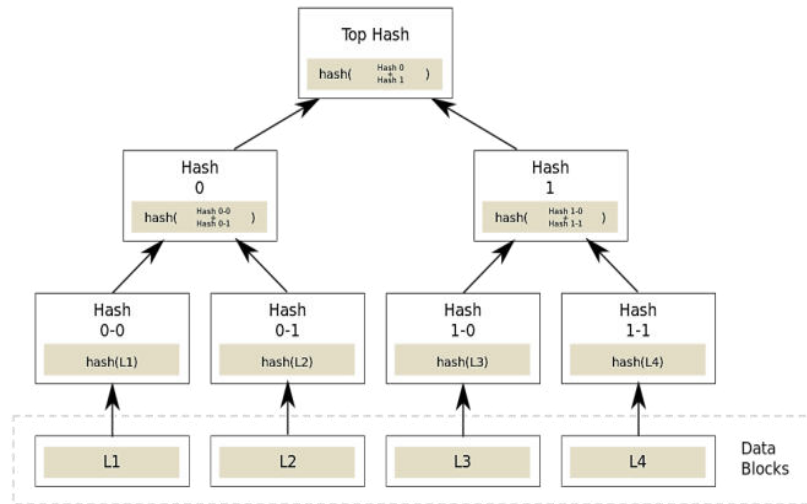 Top Hash
hash( Hash 0 + Hash 1 )
Hash
0
hash( Hash 0-0 + Hash 0-1 )
Hash
1
hash( Hash 1-0 + Hash 1-1 )
Hash
0-0
hash(L1)
Hash
0-1
hash(L2)
Hash
1-0
hash(L3)
Hash
1-1
hash(L4)
L1
L2
L3
L4
Data
Blocks